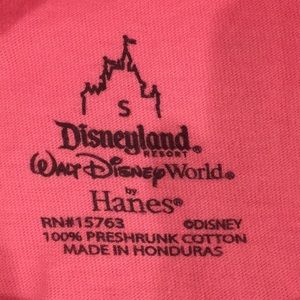 S
Disneyland®
RESORT
Walt Disney World®
by
Hanes®
RN#15763 ©DISNEY
100% PRESHRUNK COTTON
MADE IN HONDURAS